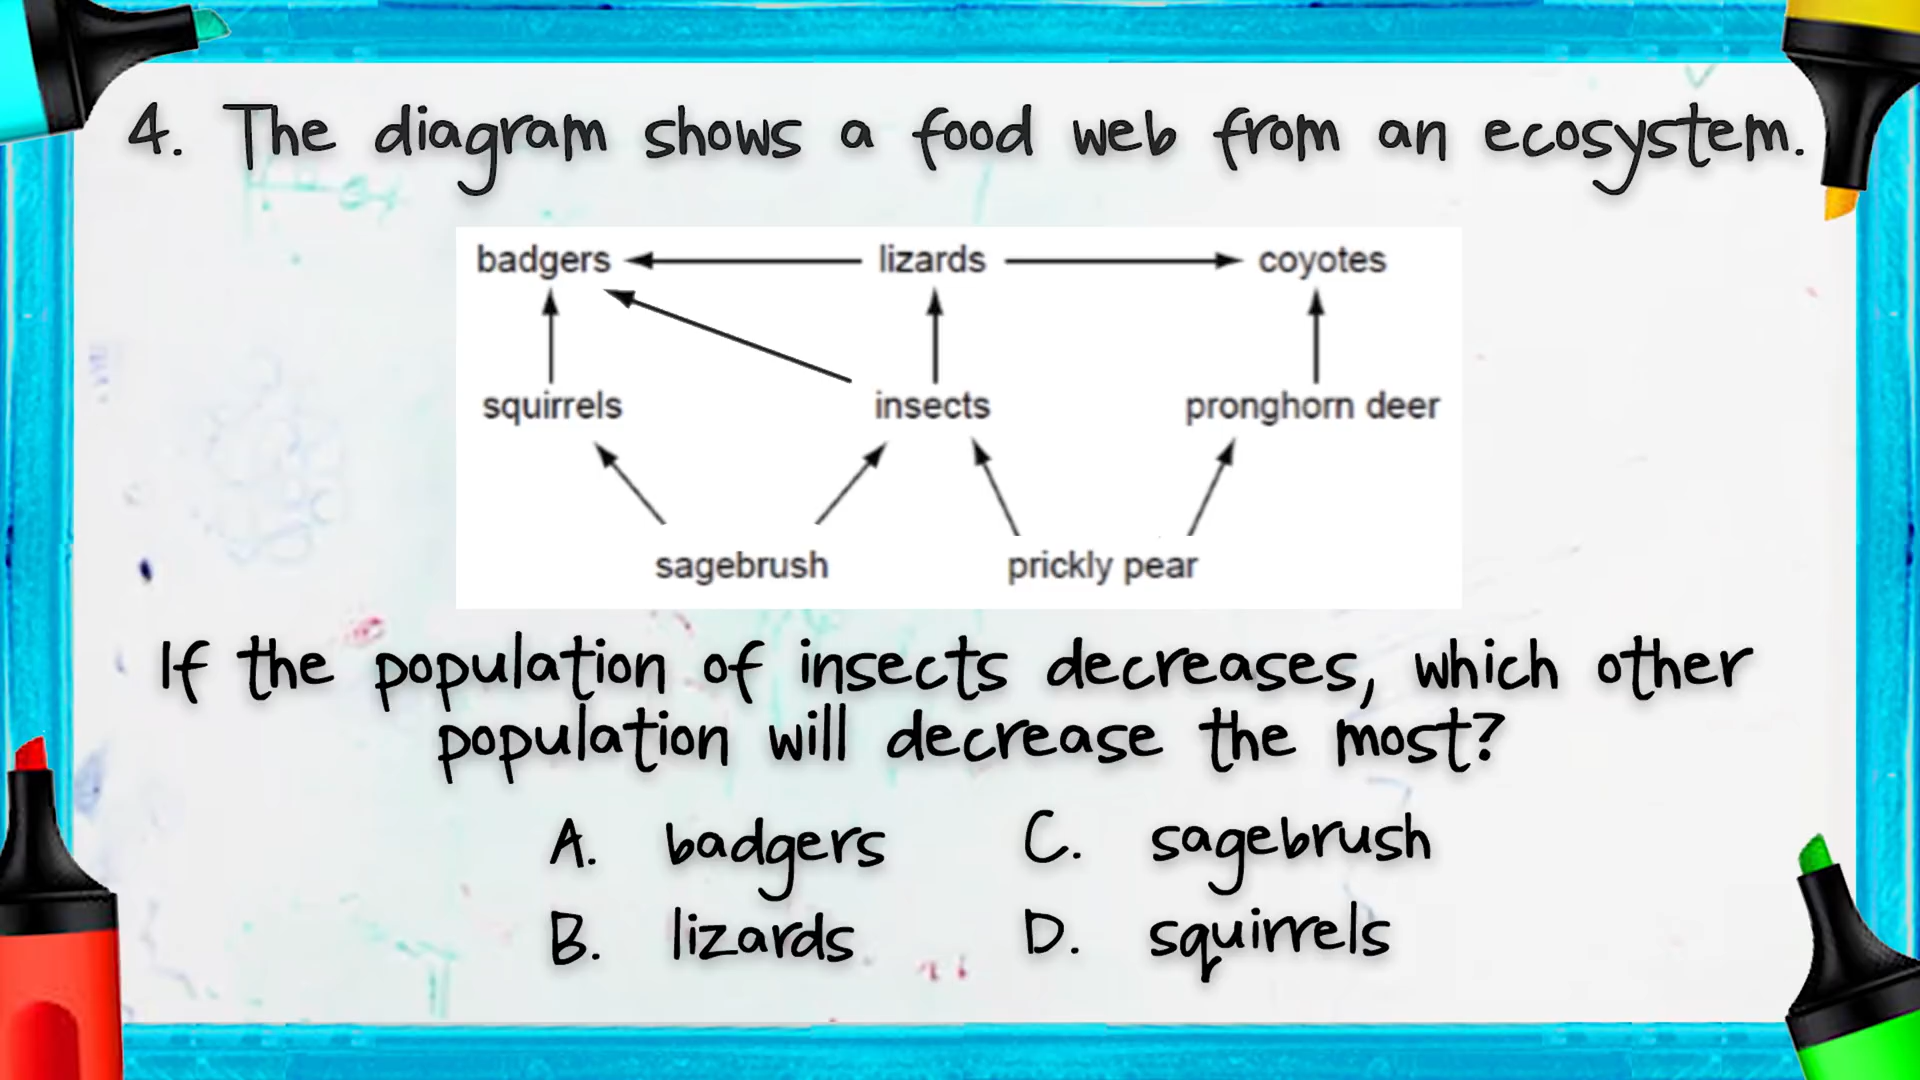 4. The diagram shows a food web from an ecosystem.
badgers lizards coyotes
squirrels insects pronghorn deer
sagebrush prickly pear
If the population of insects decreases, which other
population will decrease the most?
A. badgers C. sagebrush
B. lizards D. squirrels